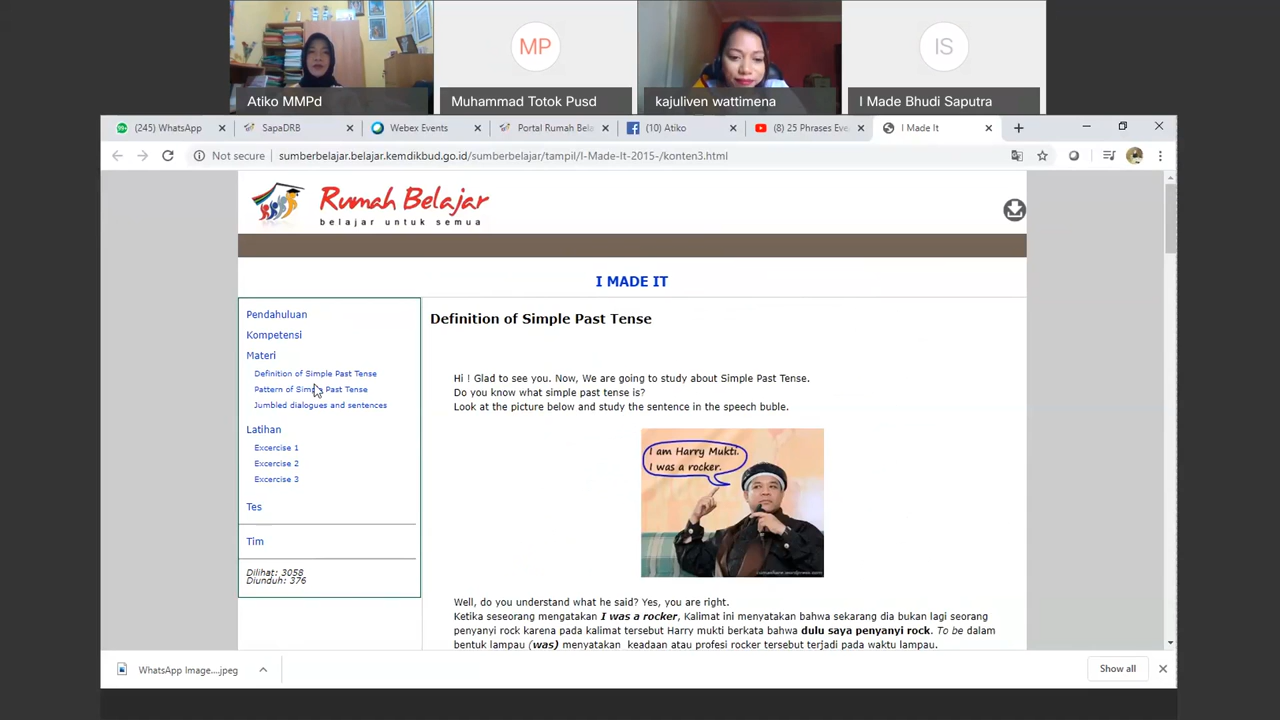 Atiko MMPd
MP
Muhammad Totok Pusd
kajuliven wattimena
IS
I Made Bhudi Saputra
(245) WhatsApp
SapaDRB
Webex Events
Portal Rumah Bela
(10) Atiko
(8) 25 Phrases Eve
I Made It
Not secure
sumberbelajar.belajar.kemdikbud.go.id/sumberbelajar/tampil/I-Made-It-2015-/konten3.html
Rumah Belajar
belajar untuk semua
I MADE IT
Pendahuluan
Kompetensi
Materi
Definition of Simple Past Tense
Pattern of Simple Past Tense
Jumbled dialogues and sentences
Latihan
Excercise 1
Excercise 2
Excercise 3
Tes
Tim
Dilihat: 3058
Diunduh: 376
Definition of Simple Past Tense
Hi ! Glad to see you. Now, We are going to study about Simple Past Tense.
Do you know what simple past tense is?
Look at the picture below and study the sentence in the speech buble.
I am Harry Mukti.
I was a rocker.
Well, do you understand what he said? Yes, you are right.
Ketika seseorang mengatakan I was a rocker, Kalimat ini menyatakan bahwa sekarang dia bukan lagi seorang
penyanyi rock karena pada kalimat tersebut Harry mukti berkata bahwa dulu saya penyanyi rock. To be dalam
bentuk lampau (was) menyatakan keadaan atau profesi rocker tersebut terjadi pada waktu lampau.
WhatsApp Image....jpeg
Show all